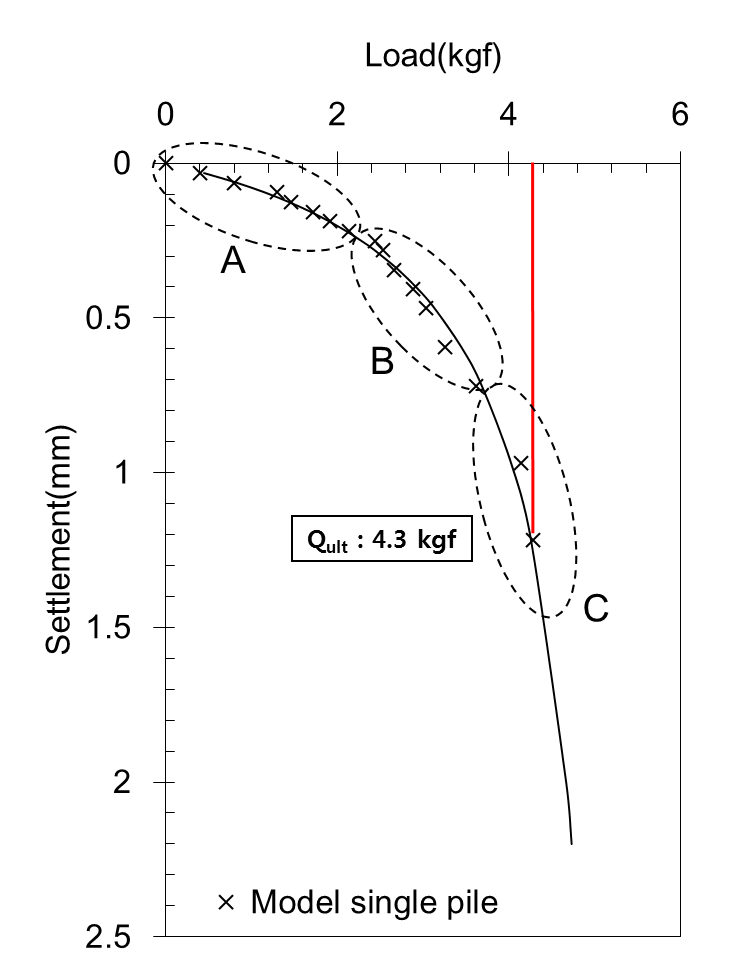 Load(kgf)
0 2 4 6
0
A
0.5
B
1
Settlement(mm)
Qult : 4.3 kgf
C
1.5
2
× Model single pile
2.5